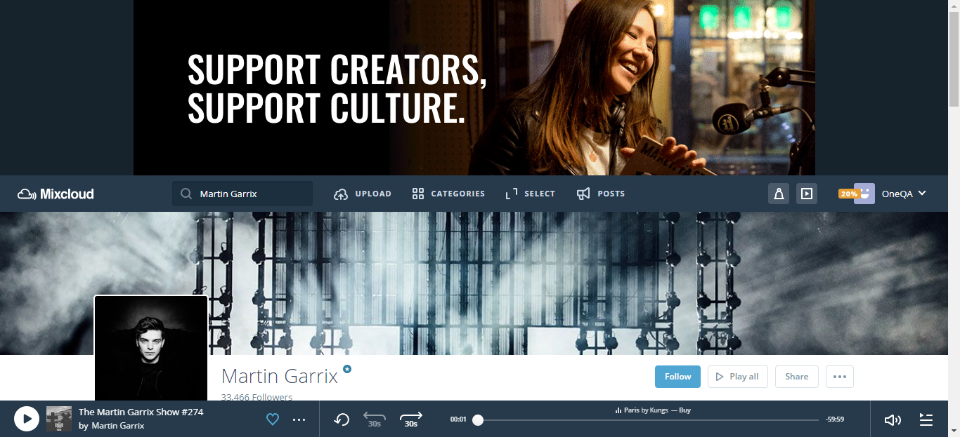 SUPPORT CREATORS,
SUPPORT CULTURE.
Mixcloud
Martin Garrix
UPLOAD
CATEGORIES
SELECT
POSTS
20%
OneQA
Martin Garrix
33,466 Followers
Follow
Play all
Share
The Martin Garrix Show #274
by Martin Garrix
30s
30s
00:01
Paris by Kungs — Buy
-59:59